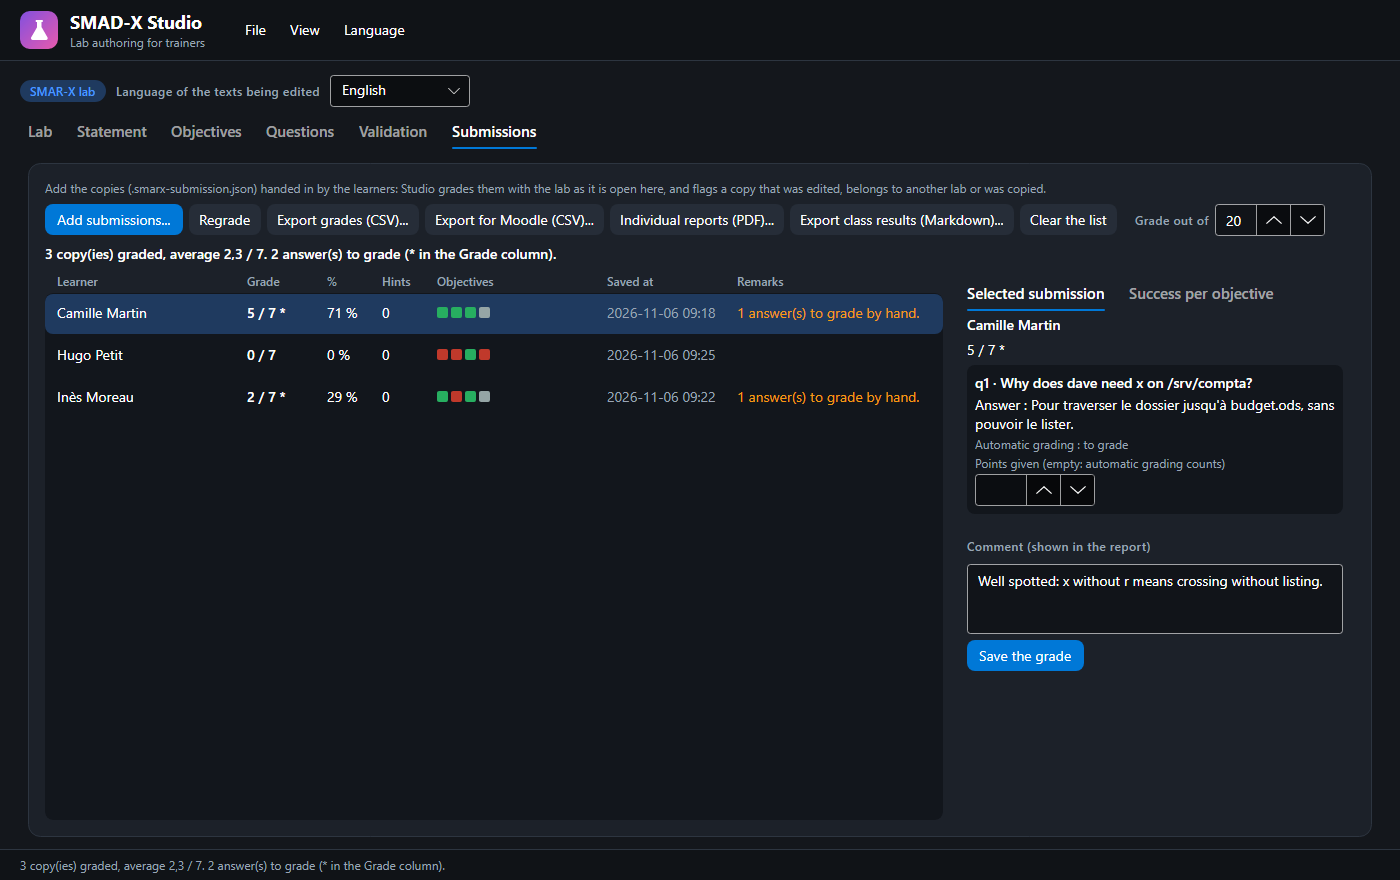 SMAD-X Studio
Lab authoring for trainers
File View Language
SMAR-X lab Language of the texts being edited English
Lab Statement Objectives Questions Validation Submissions
Add the copies (.smarx-submission.json) handed in by the learners: Studio grades them with the lab as it is open here, and flags a copy that was edited, belongs to another lab or was copied.
Add submissions... Regrade Export grades (CSV)... Export for Moodle (CSV)... Individual reports (PDF)... Export class results (Markdown)... Clear the list Grade out of 20
3 copy(ies) graded, average 2,3 / 7. 2 answer(s) to grade (* in the Grade column).
Learner Grade % Hints Objectives Saved at Remarks
Camille Martin 5 / 7 * 71 % 0 2026-11-06 09:18 1 answer(s) to grade by hand.
Hugo Petit 0 / 7 0 % 0 2026-11-06 09:25
Inès Moreau 2 / 7 * 29 % 0 2026-11-06 09:22 1 answer(s) to grade by hand.
Selected submission Success per objective
Camille Martin
5 / 7 *
q1 · Why does dave need x on /srv/compta?
Answer : Pour traverser le dossier jusqu'à budget.ods, sans
pouvoir le lister.
Automatic grading : to grade
Points given (empty: automatic grading counts)
Comment (shown in the report)
Well spotted: x without r means crossing without listing.
Save the grade
3 copy(ies) graded, average 2,3 / 7. 2 answer(s) to grade (* in the Grade column).